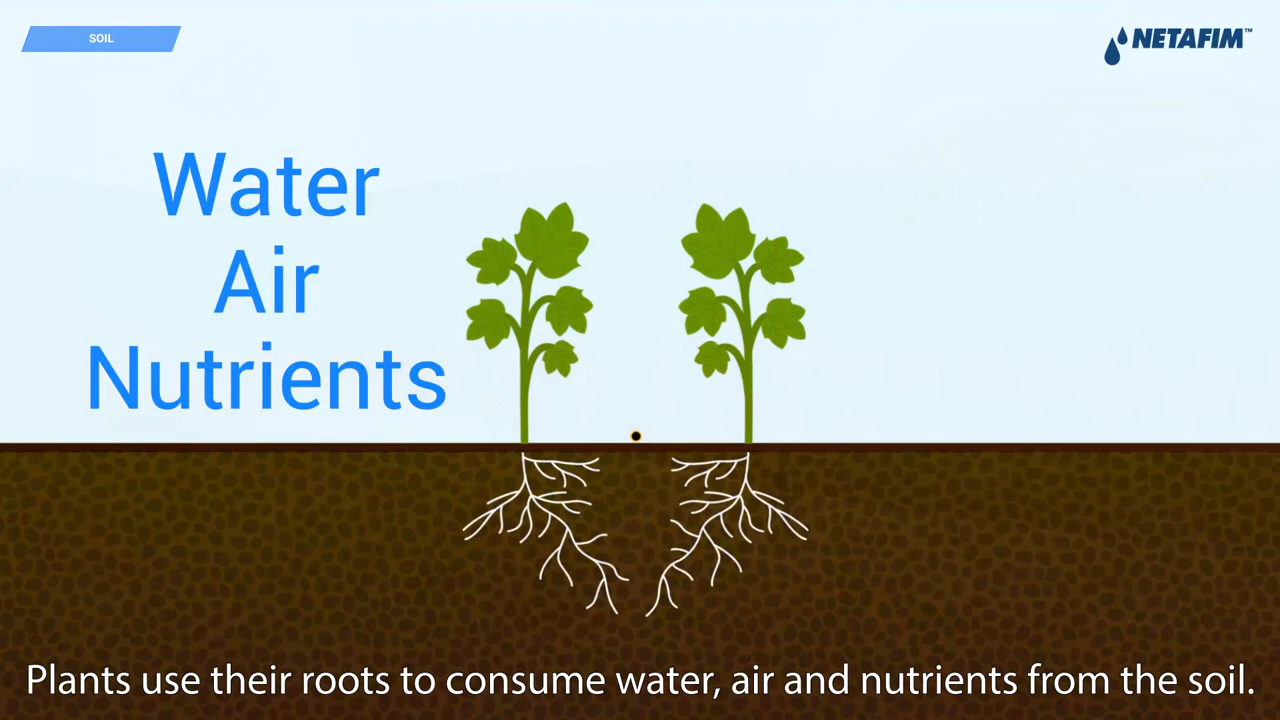 SOIL
NETAFIM™
Water
Air
Nutrients
Plants use their roots to consume water, air and nutrients from the soil.